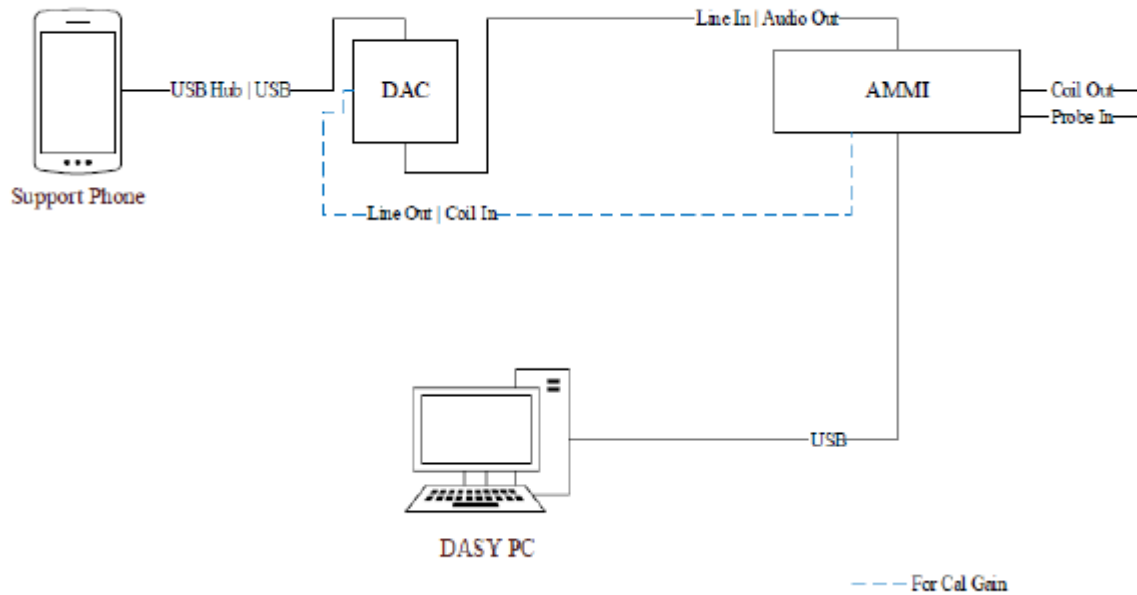 Line In | Audio Out
DAC
AMMI
USB Hub | USB
Coil Out
Probe In
Support Phone
Line Out | Coil In
USB
DASY PC
For Cal Gain